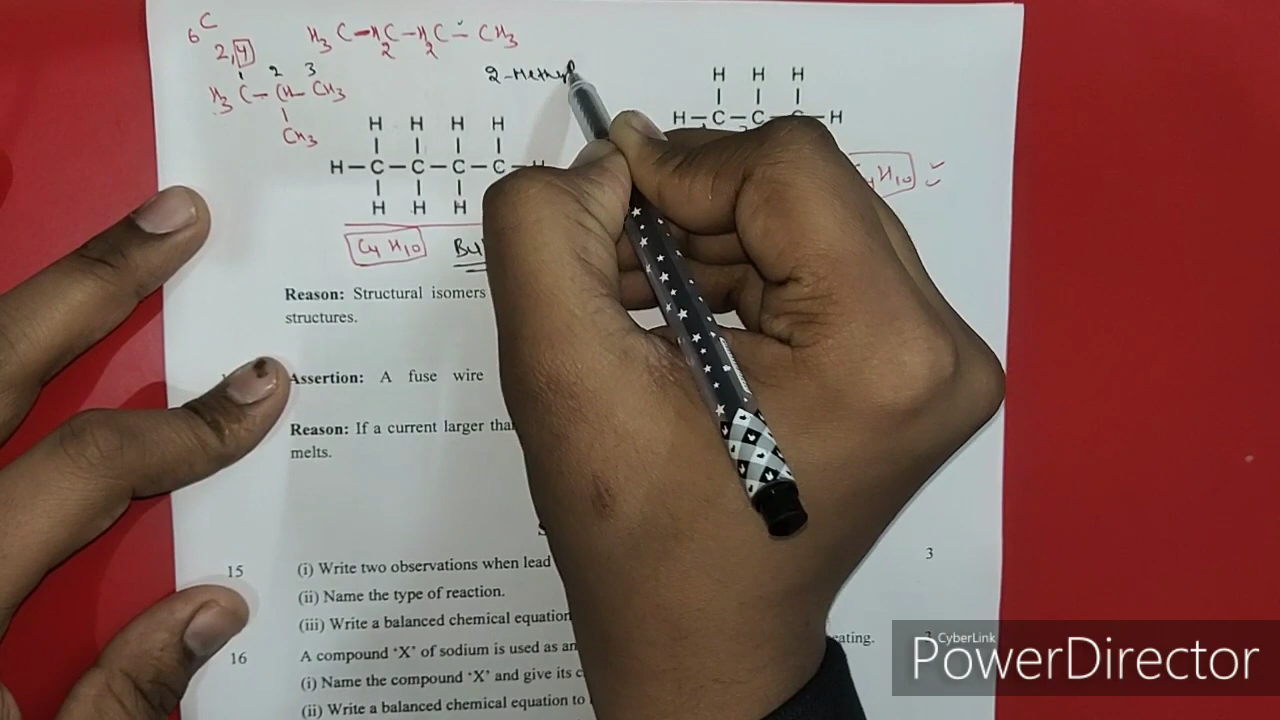 6C
2,4
H3C-H2C-H2C-CH3
1 2 3
H3C-CH-CH3
CH3
2-Methyl
H H H
H-C-C-C-H
H H H H
H-C-C-C-C-H
H H H
C4H10
C4H10
Reason: Structural isomers
structures.
Assertion: A fuse wire
Reason: If a current larger than
melts.
3
15 (i) Write two observations when lead
(ii) Name the type of reaction.
(iii) Write a balanced chemical equation
eating. 3
16 A compound ‘X’ of sodium is used as an
(i) Name the compound ‘X’ and give its
(ii) Write a balanced chemical equation to
CyberLink
PowerDirector